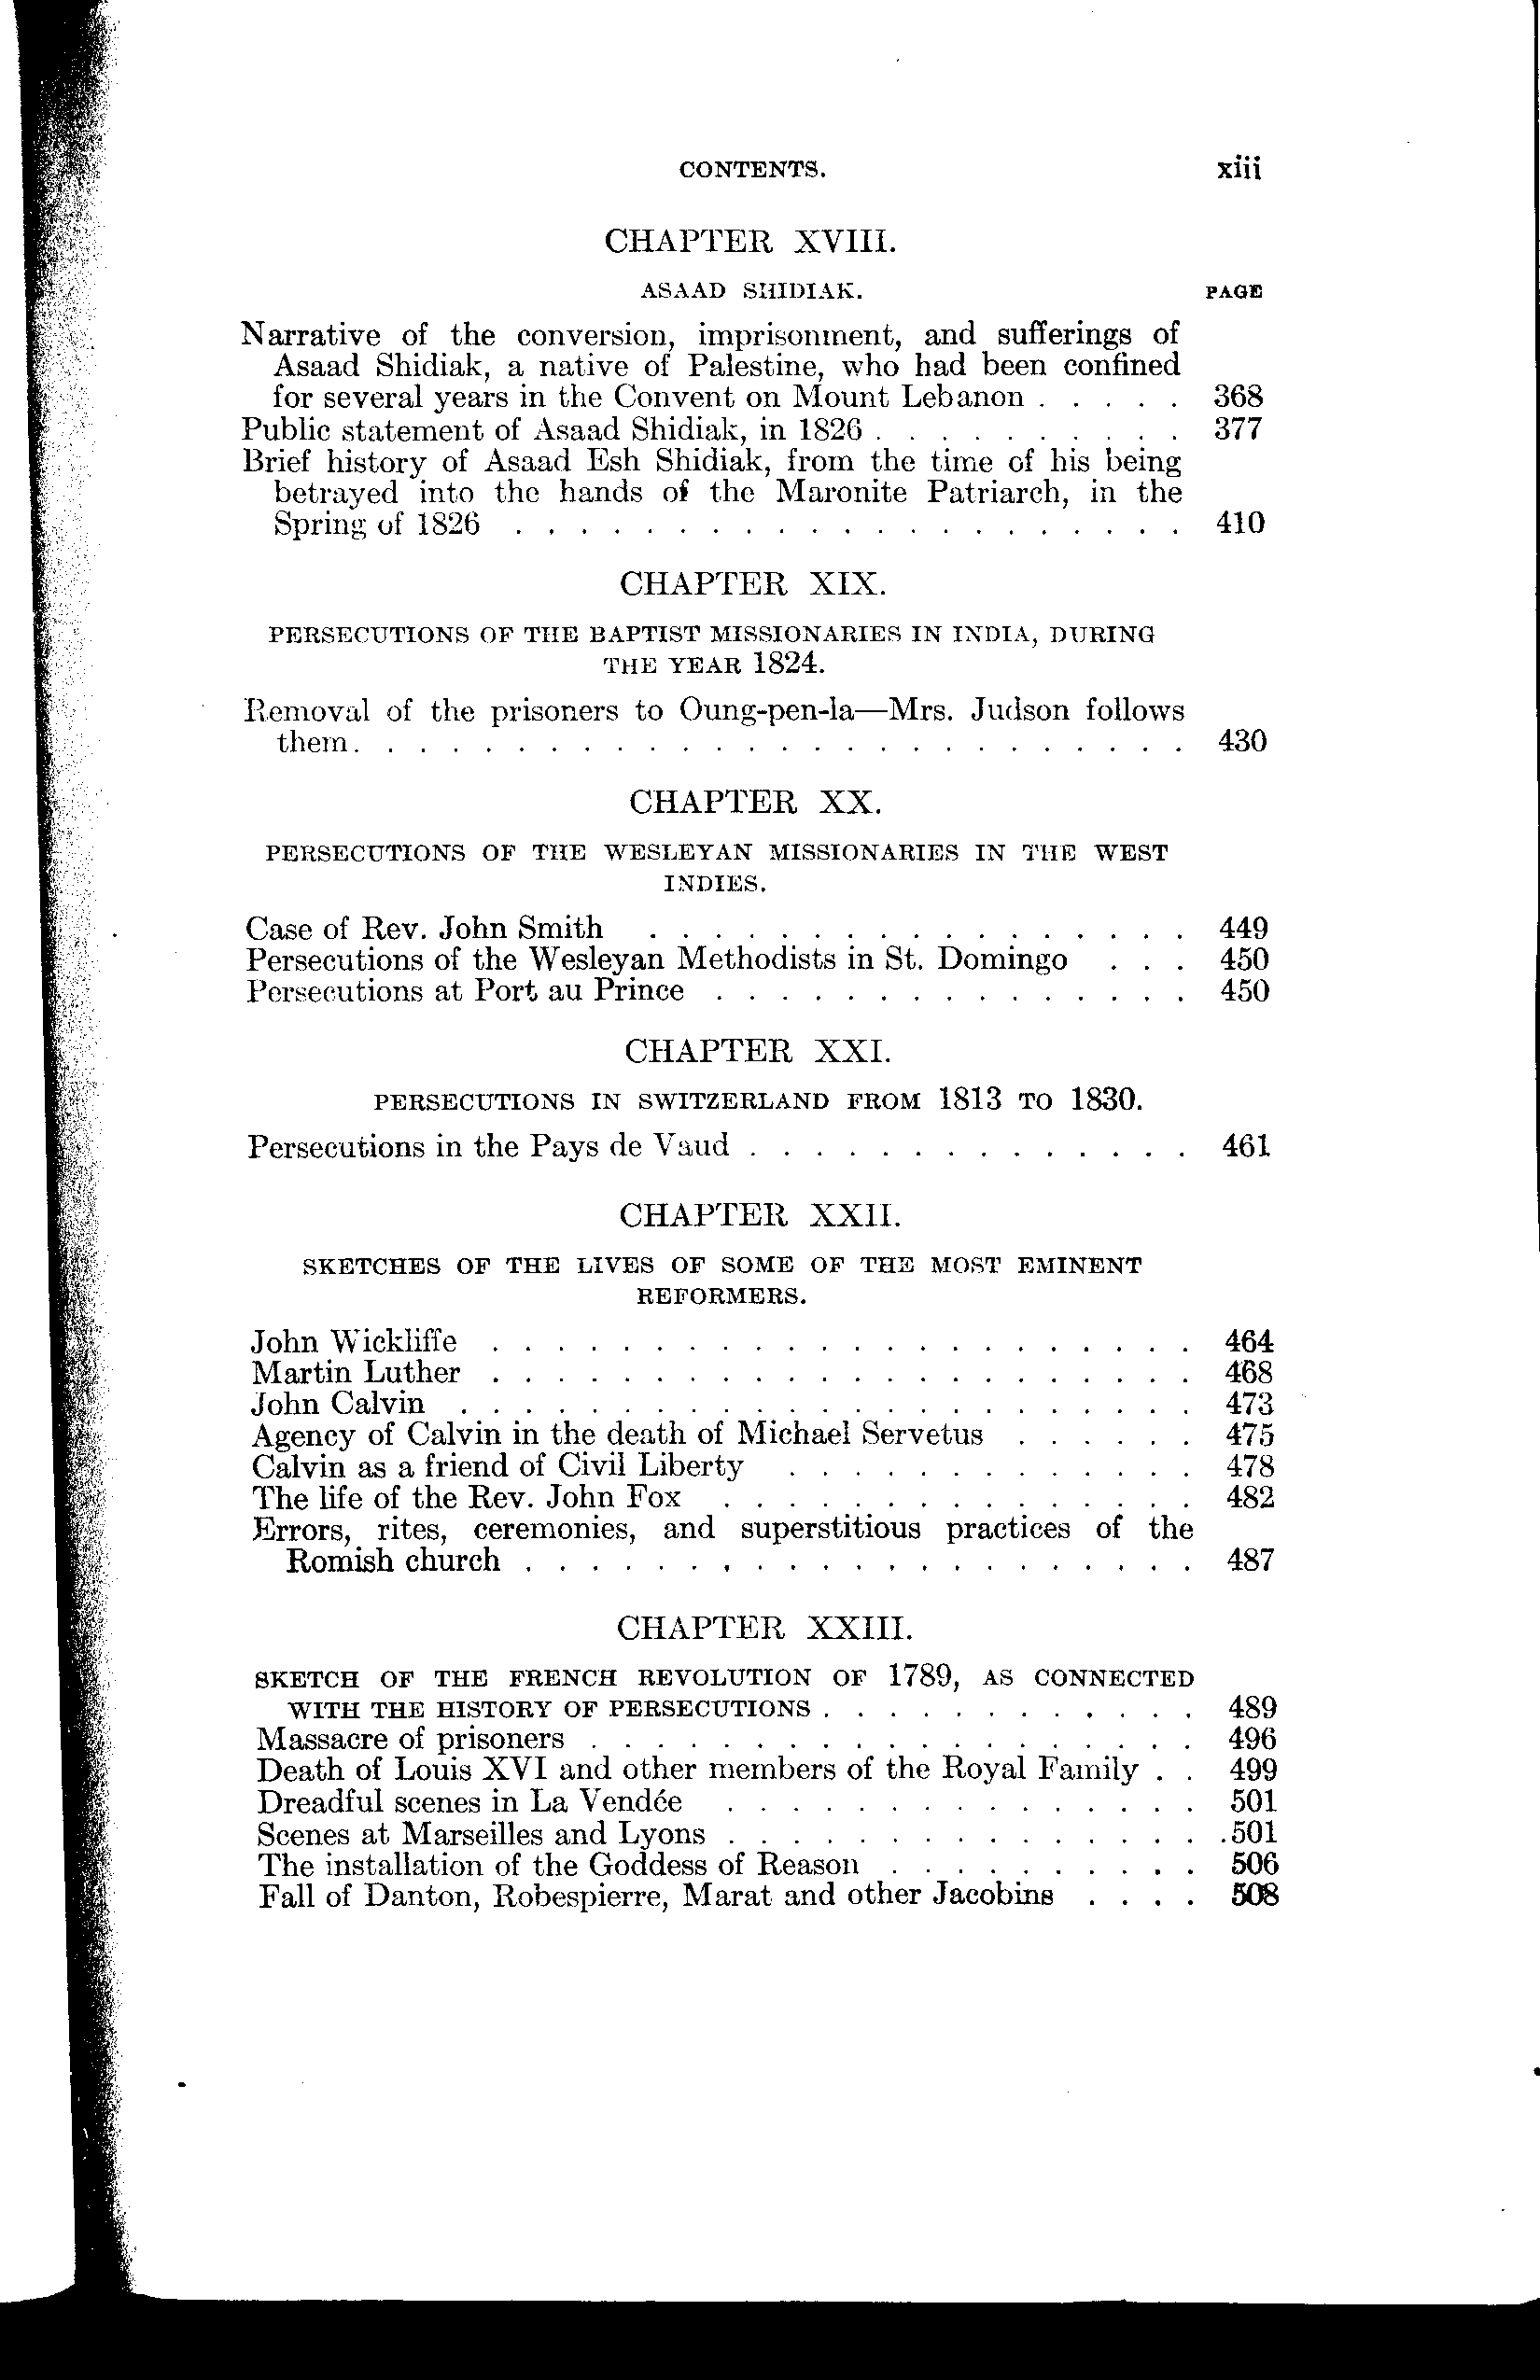 CONTENTS. xiii
CHAPTER XVIII.
ASAAD SHIDIAK. PAGE
Narrative of the conversion, imprisonment, and sufferings of
Asaad Shidiak, a native of Palestine, who had been confined
for several years in the Convent on Mount Lebanon . . . . . 368
Public statement of Asaad Shidiak, in 1826 . . . . . . . . . . 377
Brief history of Asaad Esh Shidiak, from the time of his being
betrayed into the hands of the Maronite Patriarch, in the
Spring of 1826 . . . . . . . . . . . . . . . . . . . . . 410
CHAPTER XIX.
PERSECUTIONS OF THE BAPTIST MISSIONARIES IN INDIA, DURING
THE YEAR 1824.
Removal of the prisoners to Oung-pen-la—Mrs. Judson follows
them. . . . . . . . . . . . . . . . . . . . . . . . . . 430
CHAPTER XX.
PERSECUTIONS OF THE WESLEYAN MISSIONARIES IN THE WEST
INDIES.
Case of Rev. John Smith . . . . . . . . . . . . . . . . . 449
Persecutions of the Wesleyan Methodists in St. Domingo . . . 450
Persecutions at Port au Prince . . . . . . . . . . . . . . . 450
CHAPTER XXI.
PERSECUTIONS IN SWITZERLAND FROM 1813 TO 1830.
Persecutions in the Pays de Vaud . . . . . . . . . . . . . . 461
CHAPTER XXII.
SKETCHES OF THE LIVES OF SOME OF THE MOST EMINENT
REFORMERS.
John Wickliffe . . . . . . . . . . . . . . . . . . . . . . 464
Martin Luther . . . . . . . . . . . . . . . . . . . . . . 468
John Calvin . . . . . . . . . . . . . . . . . . . . . . . 473
Agency of Calvin in the death of Michael Servetus . . . . . . 475
Calvin as a friend of Civil Liberty . . . . . . . . . . . . . 478
The life of the Rev. John Fox . . . . . . . . . . . . . . . 482
Errors, rites, ceremonies, and superstitious practices of the
Romish church . . . . . . . . . . . . . . . . . . . . . 487
CHAPTER XXIII.
SKETCH OF THE FRENCH REVOLUTION OF 1789, AS CONNECTED
WITH THE HISTORY OF PERSECUTIONS . . . . . . . . . . . . 489
Massacre of prisoners . . . . . . . . . . . . . . . . . . . 496
Death of Louis XVI and other members of the Royal Family . . 499
Dreadful scenes in La Vendée . . . . . . . . . . . . . . . 501
Scenes at Marseilles and Lyons . . . . . . . . . . . . . . . .501
The installation of the Goddess of Reason . . . . . . . . . . 506
Fall of Danton, Robespierre, Marat and other Jacobins . . . . 508